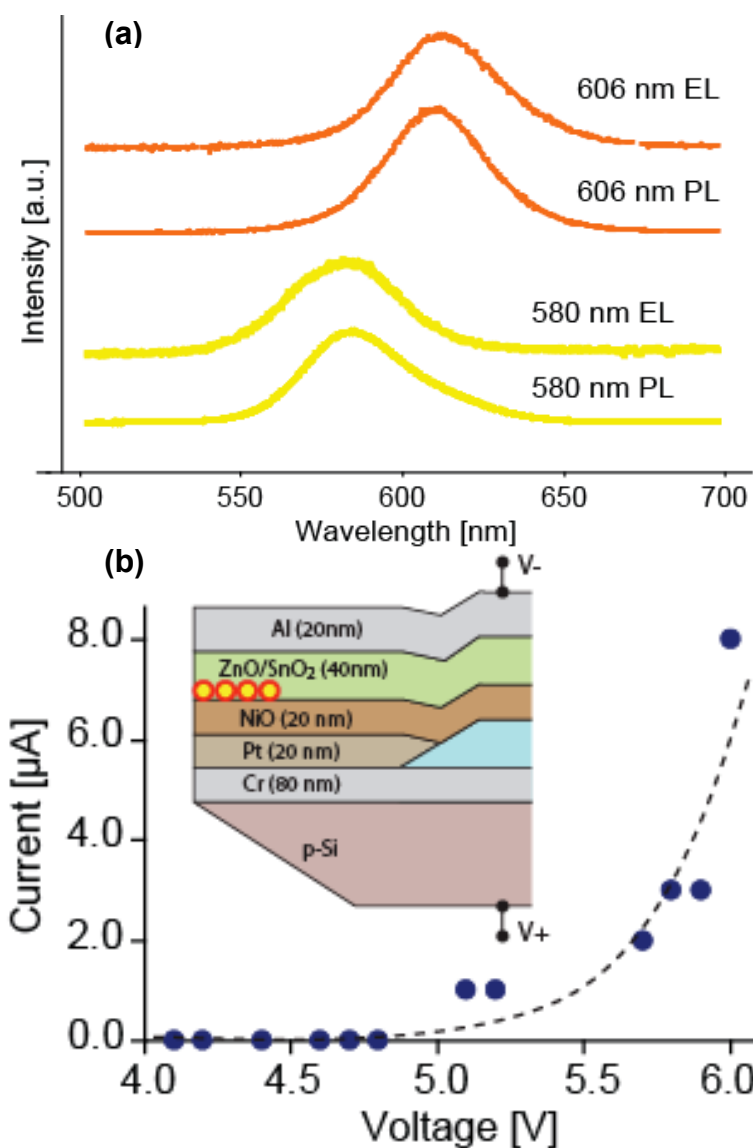 (a)
606 nm EL
606 nm PL
580 nm EL
580 nm PL
Intensity [a.u.]
500 550 600 650 700
Wavelength [nm]
(b)
V-
Al (20nm)
ZnO/SnO₂ (40nm)
NiO (20 nm)
Pt (20 nm)
Cr (80 nm)
p-Si
V+
8.0
6.0
4.0
2.0
0.0
Current [µA]
4.0 4.5 5.0 5.5 6.0
Voltage [V]